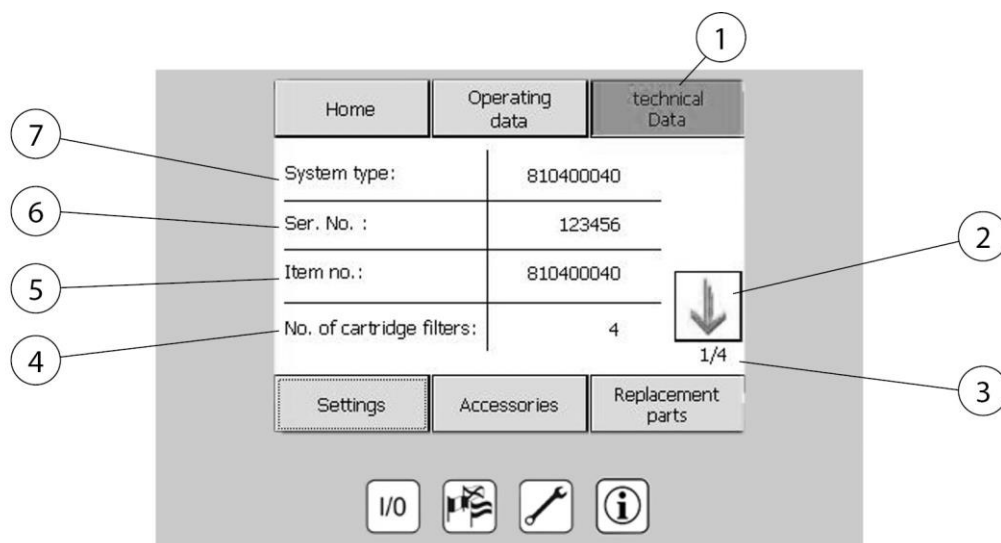 1
Home
Operating
data
technical
Data
7
System type:
810400040
6
Ser. No. :
123456
2
5
Item no.:
810400040
4
No. of cartridge filters:
4
1/4
3
Settings
Accessories
Replacement
parts
I/0
i